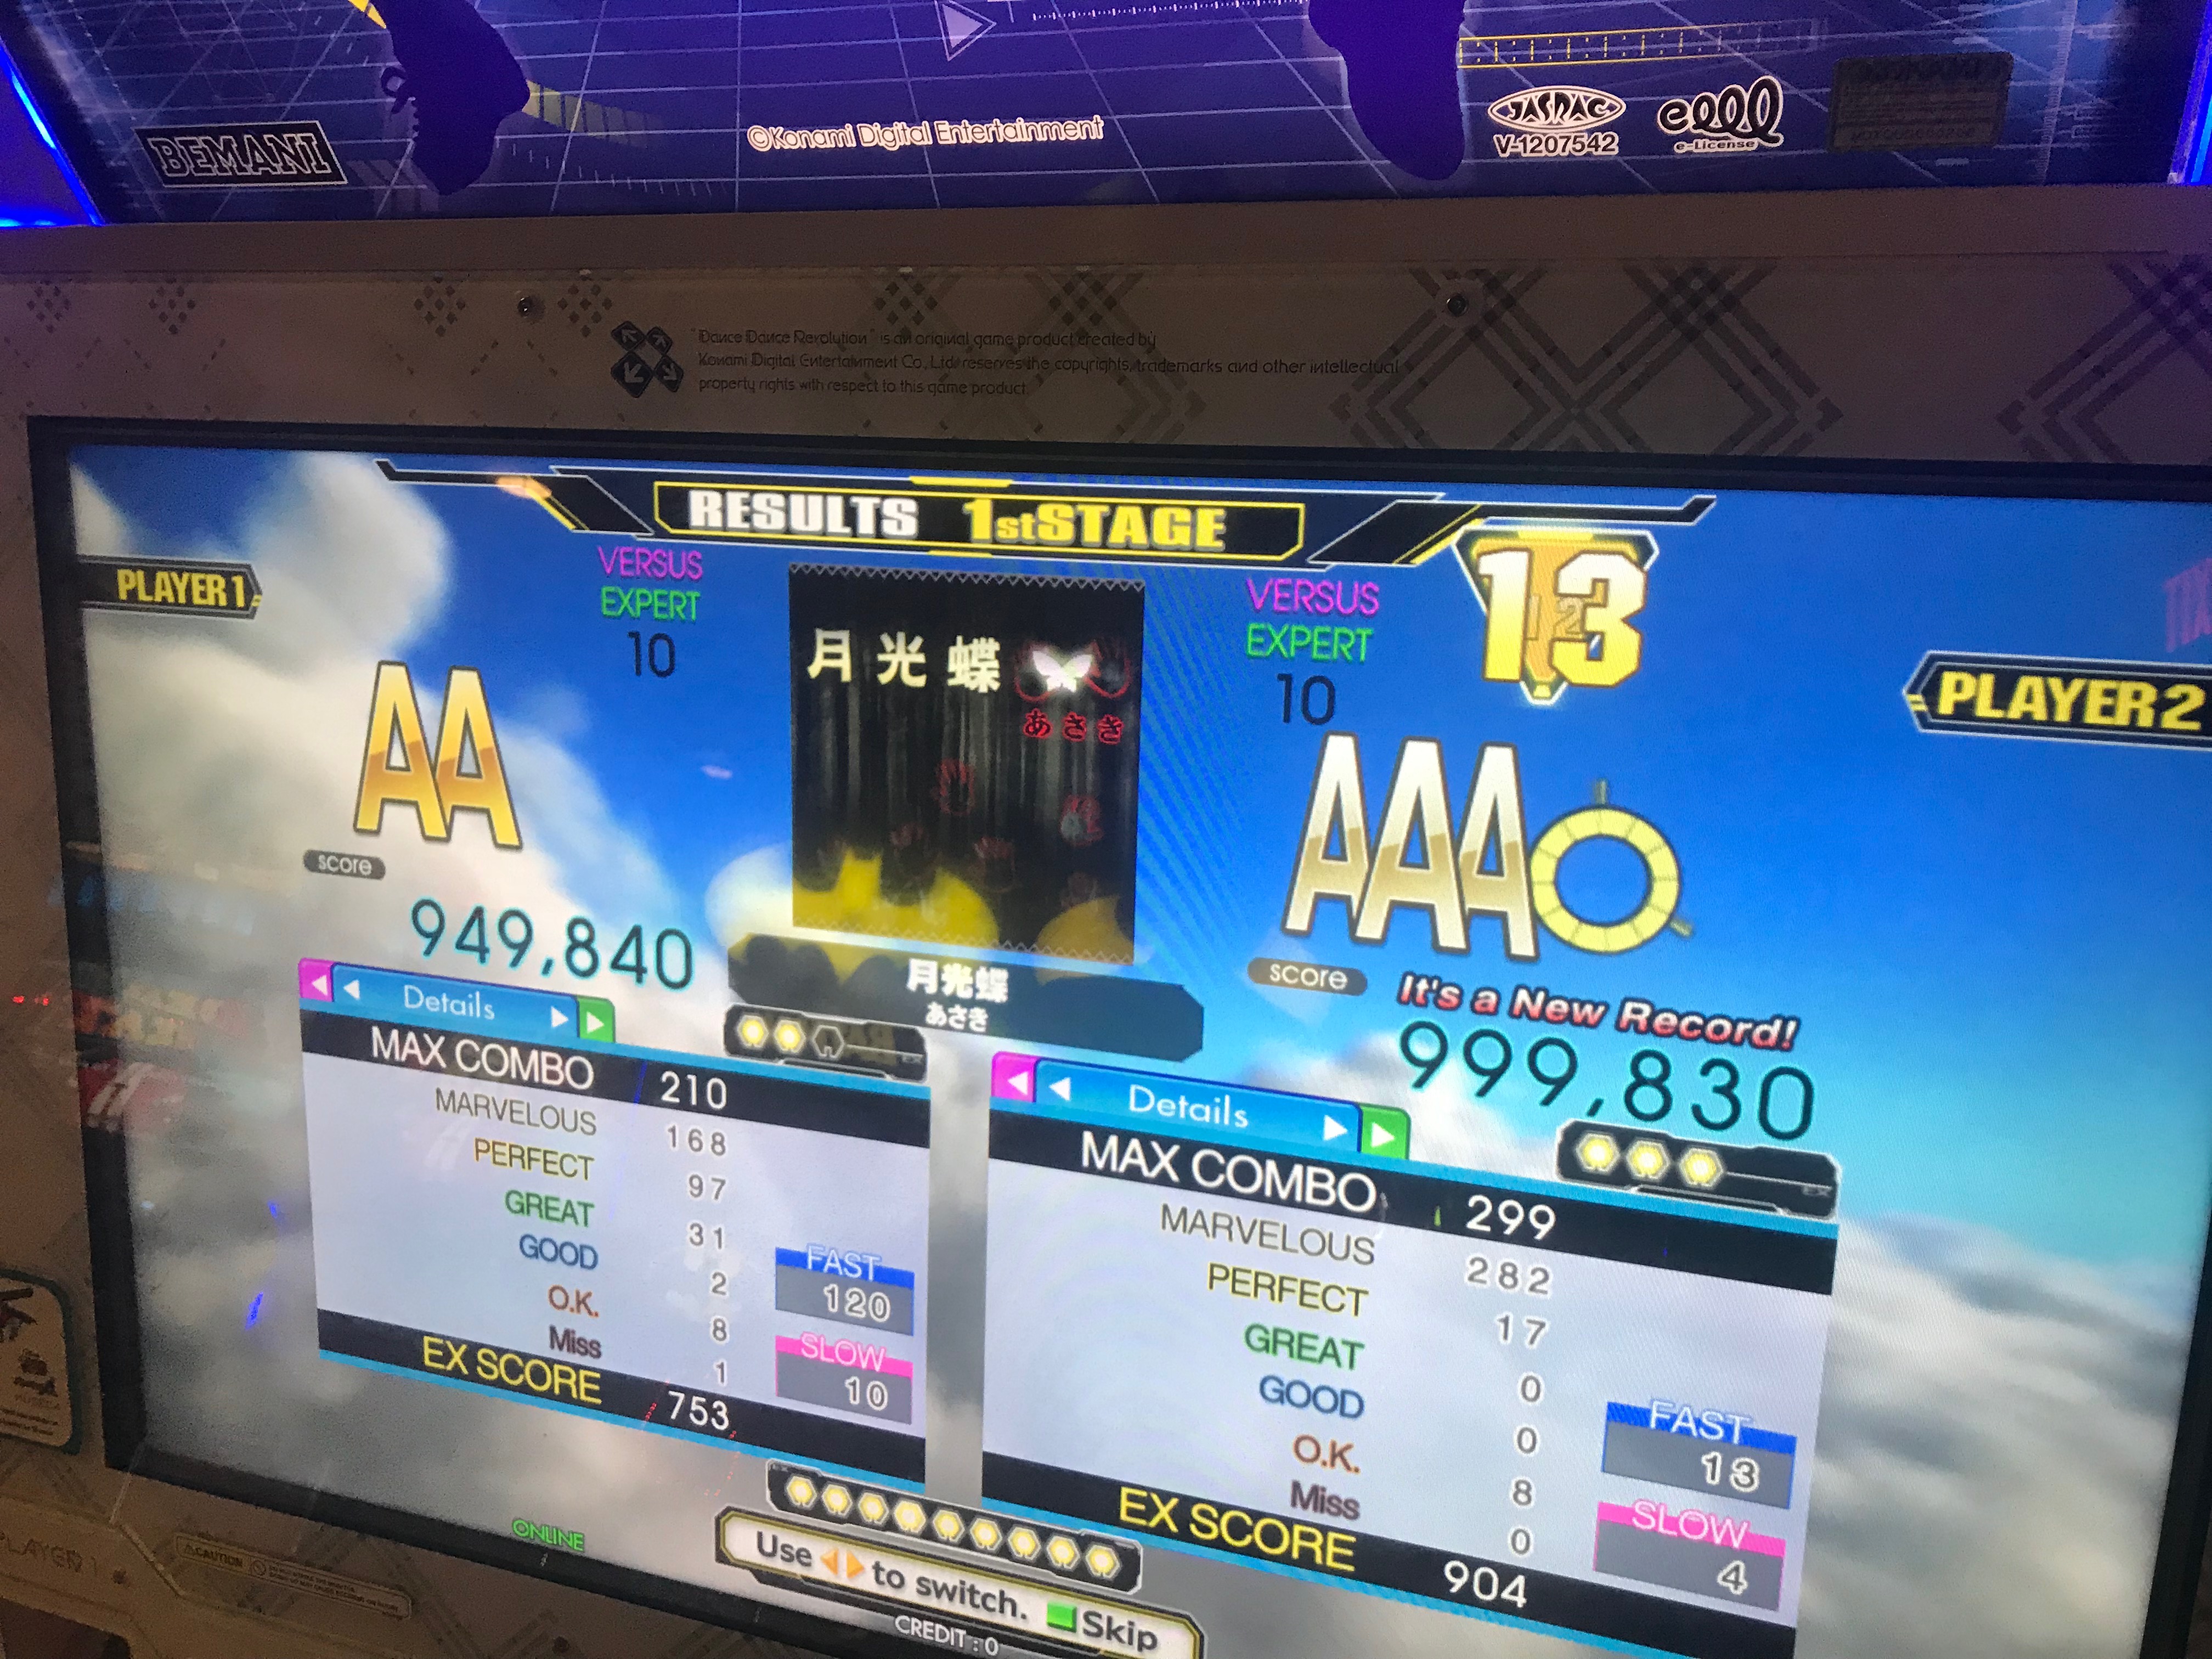 BEMANI
©Konami Digital Entertainment
JASRAC
V-1207542
elll
e-License
"Dance Dance Revolution" is an original game product created by
Konami Digital Entertainment Co., Ltd. reserves the copyrights, trademarks and other intellectual
property rights with respect to this game product.
RESULTS 1stSTAGE
PLAYER 1
VERSUS
EXPERT
10
AA
score
949,840
月光蝶
あさき
月光蝶
あさき
VERSUS
EXPERT
10
13
PLAYER 2
AAA
score
It's a New Record!
999,830
Details
MAX COMBO 210
MARVELOUS 168
PERFECT 97
GREAT 31
GOOD 2
O.K. 8
Miss 1
EX SCORE 753
FAST
120
SLOW
10
Details
MAX COMBO 299
MARVELOUS 282
PERFECT 17
GREAT 0
GOOD 0
O.K. 8
Miss 0
EX SCORE 904
FAST
13
SLOW
4
ONLINE
Use to switch. Skip
CREDIT : 0
PLAYER 1
CAUTION